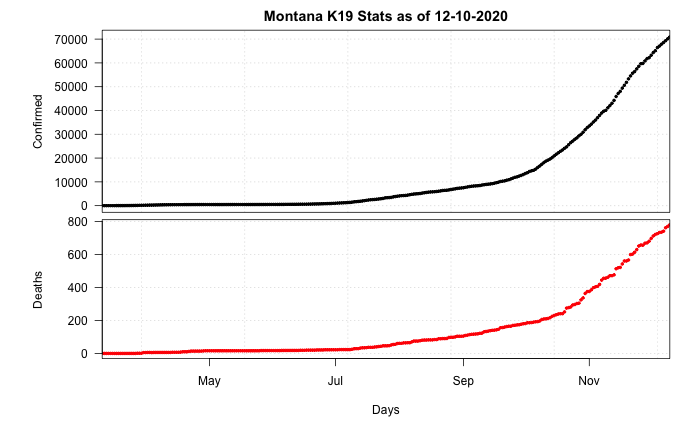 Montana K19 Stats as of 12-10-2020
70000
60000
50000
40000
30000
20000
10000
0
Confirmed
800
600
400
200
0
Deaths
May Jul Sep Nov
Days